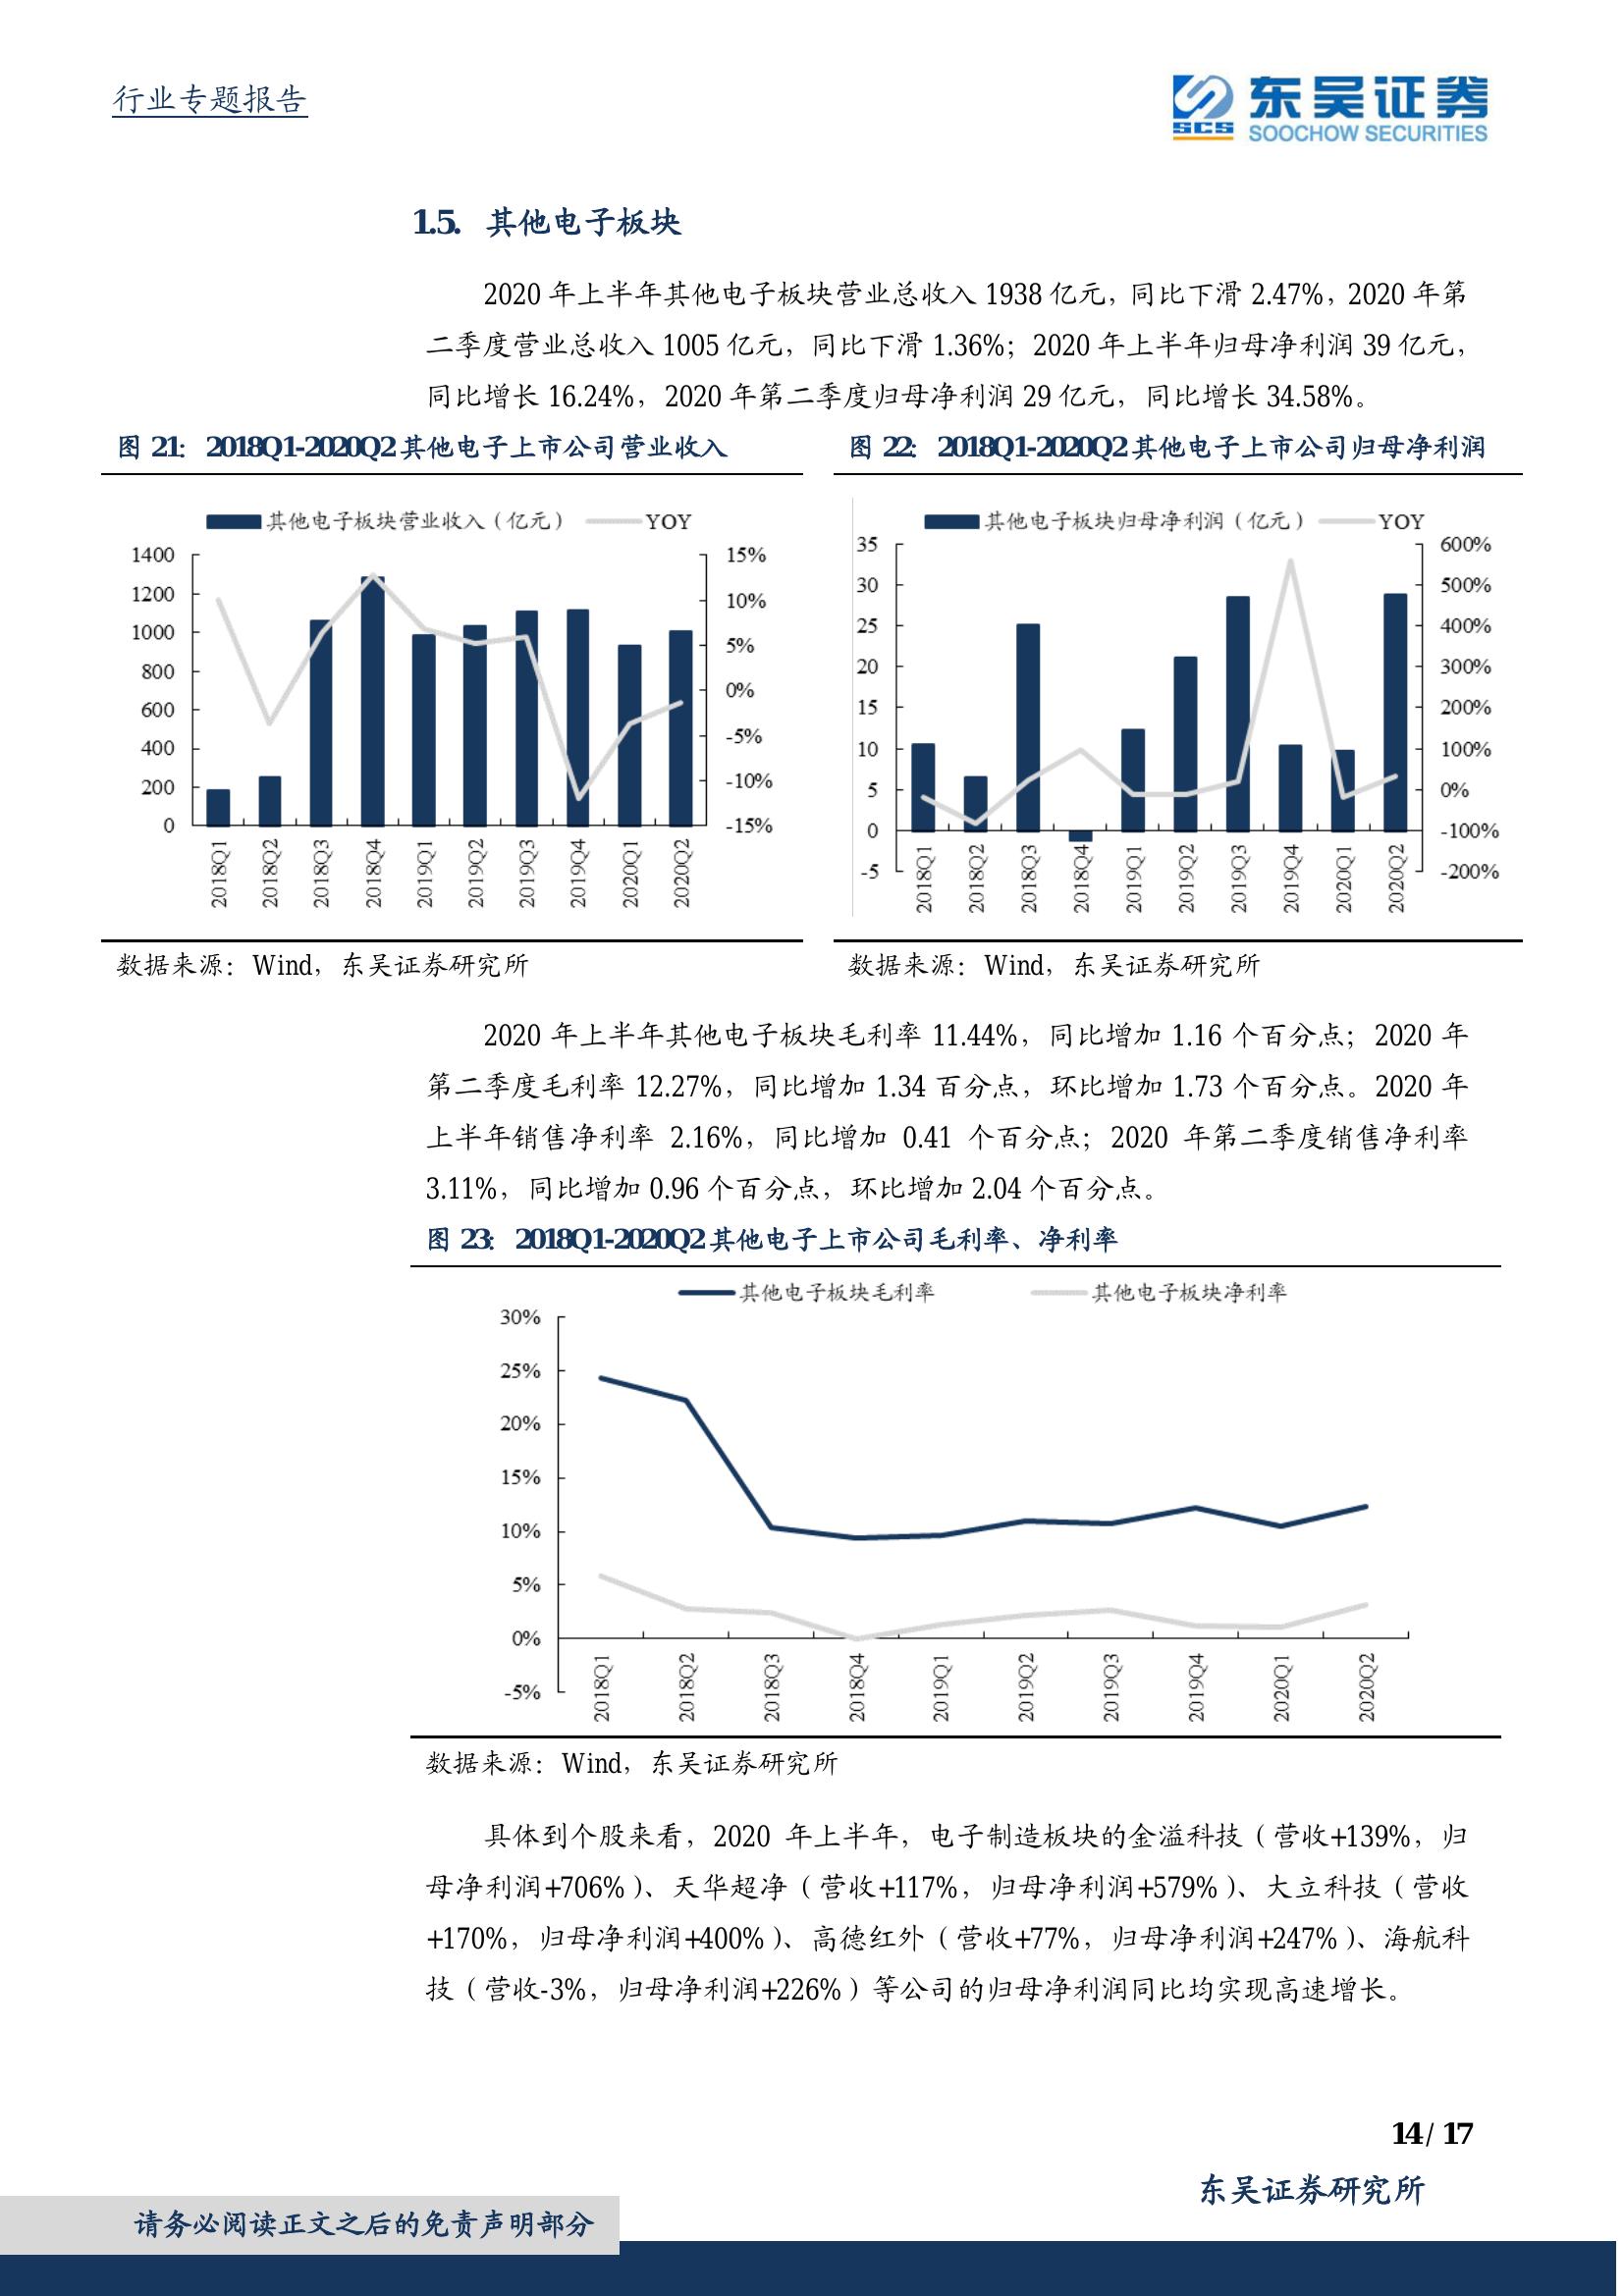 行业专题报告
SCS
东吴证券
SOOCHOW SECURITIES
1.5. 其他电子板块
2020 年上半年其他电子板块营业总收入 1938 亿元，同比下滑 2.47%，2020 年第
二季度营业总收入 1005 亿元，同比下滑 1.36%；2020 年上半年归母净利润 39 亿元，
同比增长 16.24%，2020 年第二季度归母净利润 29 亿元，同比增长 34.58%。
图 21： 2018Q1-2020Q2 其他电子上市公司营业收入
其他电子板块营业收入（亿元） YOY
1400
1200
1000
800
600
400
200
0
15%
10%
5%
0%
-5%
-10%
-15%
2018Q1
2018Q2
2018Q3
2018Q4
2019Q1
2019Q2
2019Q3
2019Q4
2020Q1
2020Q2
数据来源：Wind，东吴证券研究所
图 22： 2018Q1-2020Q2 其他电子上市公司归母净利润
其他电子板块归母净利润（亿元） YOY
35
30
25
20
15
10
5
0
-5
600%
500%
400%
300%
200%
100%
0%
-100%
-200%
2018Q1
2018Q2
2018Q3
2018Q4
2019Q1
2019Q2
2019Q3
2019Q4
2020Q1
2020Q2
数据来源：Wind，东吴证券研究所
2020 年上半年其他电子板块毛利率 11.44%，同比增加 1.16 个百分点；2020 年
第二季度毛利率 12.27%，同比增加 1.34 百分点，环比增加 1.73 个百分点。2020 年
上半年销售净利率 2.16%，同比增加 0.41 个百分点；2020 年第二季度销售净利率
3.11%，同比增加 0.96 个百分点，环比增加 2.04 个百分点。
图 23： 2018Q1-2020Q2 其他电子上市公司毛利率、净利率
其他电子板块毛利率 其他电子板块净利率
30%
25%
20%
15%
10%
5%
0%
-5%
2018Q1
2018Q2
2018Q3
2018Q4
2019Q1
2019Q2
2019Q3
2019Q4
2020Q1
2020Q2
数据来源：Wind，东吴证券研究所
具体到个股来看，2020 年上半年，电子制造板块的金溢科技（营收+139%，归
母净利润+706%）、天华超净（营收+117%，归母净利润+579%）、大立科技（营收
+170%，归母净利润+400%）、高德红外（营收+77%，归母净利润+247%）、海航科
技（营收-3%，归母净利润+226%）等公司的归母净利润同比均实现高速增长。
14 / 17
东吴证券研究所
请务必阅读正文之后的免责声明部分